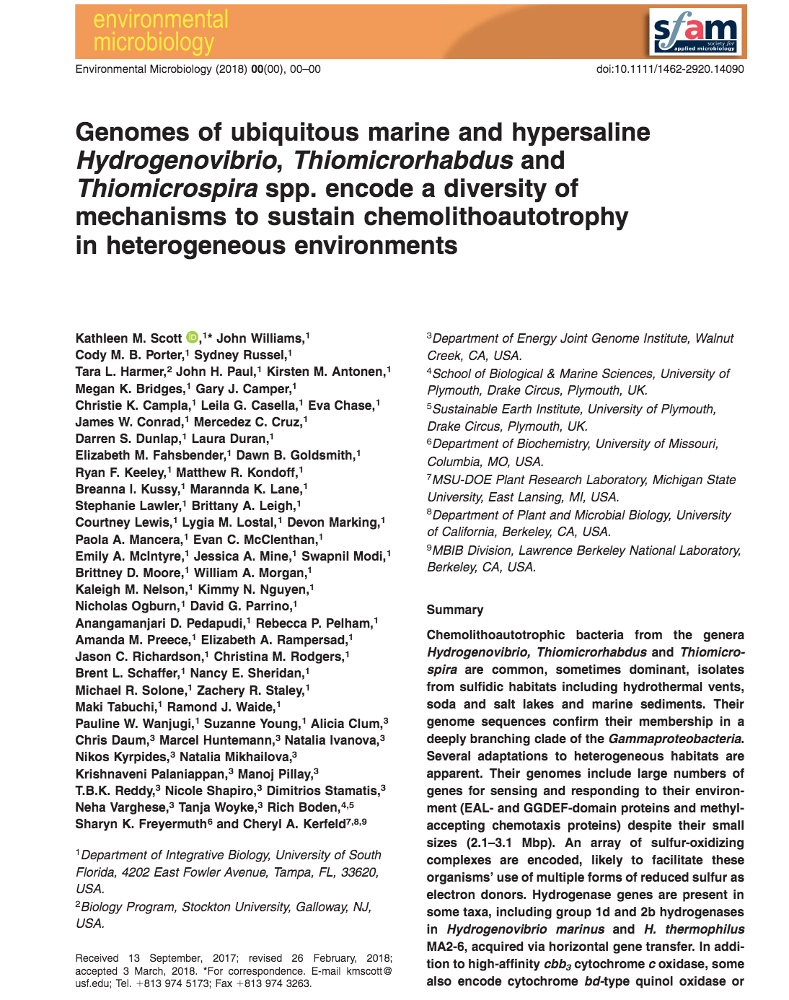 environmental
microbiology
sfam
society for
applied microbiology
Environmental Microbiology (2018) 00(00), 00–00
doi:10.1111/1462-2920.14090
Genomes of ubiquitous marine and hypersaline
Hydrogenovibrio, Thiomicrorhabdus and
Thiomicrospira spp. encode a diversity of
mechanisms to sustain chemolithoautotrophy
in heterogeneous environments
Kathleen M. Scott iD,1* John Williams,1
Cody M. B. Porter,1 Sydney Russel,1
Tara L. Harmer,2 John H. Paul,1 Kirsten M. Antonen,1
Megan K. Bridges,1 Gary J. Camper,1
Christie K. Campla,1 Leila G. Casella,1 Eva Chase,1
James W. Conrad,1 Mercedez C. Cruz,1
Darren S. Dunlap,1 Laura Duran,1
Elizabeth M. Fahsbender,1 Dawn B. Goldsmith,1
Ryan F. Keeley,1 Matthew R. Kondoff,1
Breanna I. Kussy,1 Marannda K. Lane,1
Stephanie Lawler,1 Brittany A. Leigh,1
Courtney Lewis,1 Lygia M. Lostal,1 Devon Marking,1
Paola A. Mancera,1 Evan C. McClenthan,1
Emily A. McIntyre,1 Jessica A. Mine,1 Swapnil Modi,1
Brittney D. Moore,1 William A. Morgan,1
Kaleigh M. Nelson,1 Kimmy N. Nguyen,1
Nicholas Ogburn,1 David G. Parrino,1
Anangamanjari D. Pedapudi,1 Rebecca P. Pelham,1
Amanda M. Preece,1 Elizabeth A. Rampersad,1
Jason C. Richardson,1 Christina M. Rodgers,1
Brent L. Schaffer,1 Nancy E. Sheridan,1
Michael R. Solone,1 Zachery R. Staley,1
Maki Tabuchi,1 Ramond J. Waide,1
Pauline W. Wanjugi,1 Suzanne Young,1 Alicia Clum,3
Chris Daum,3 Marcel Huntemann,3 Natalia Ivanova,3
Nikos Kyrpides,3 Natalia Mikhailova,3
Krishnaveni Palaniappan,3 Manoj Pillay,3
T.B.K. Reddy,3 Nicole Shapiro,3 Dimitrios Stamatis,3
Neha Varghese,3 Tanja Woyke,3 Rich Boden,4,5
Sharyn K. Freyermuth6 and Cheryl A. Kerfeld7,8,9
1Department of Integrative Biology, University of South
Florida, 4202 East Fowler Avenue, Tampa, FL, 33620,
USA.
2Biology Program, Stockton University, Galloway, NJ,
USA.
Received 13 September, 2017; revised 26 February, 2018;
accepted 3 March, 2018. *For correspondence. E-mail kmscott@
usf.edu; Tel. +813 974 5173; Fax +813 974 3263.
3Department of Energy Joint Genome Institute, Walnut
Creek, CA, USA.
4School of Biological & Marine Sciences, University of
Plymouth, Drake Circus, Plymouth, UK.
5Sustainable Earth Institute, University of Plymouth,
Drake Circus, Plymouth, UK.
6Department of Biochemistry, University of Missouri,
Columbia, MO, USA.
7MSU-DOE Plant Research Laboratory, Michigan State
University, East Lansing, MI, USA.
8Department of Plant and Microbial Biology, University
of California, Berkeley, CA, USA.
9MBIB Division, Lawrence Berkeley National Laboratory,
Berkeley, CA, USA.
Summary
Chemolithoautotrophic bacteria from the genera
Hydrogenovibrio, Thiomicrorhabdus and Thiomicro-
spira are common, sometimes dominant, isolates
from sulfidic habitats including hydrothermal vents,
soda and salt lakes and marine sediments. Their
genome sequences confirm their membership in a
deeply branching clade of the Gammaproteobacteria.
Several adaptations to heterogeneous habitats are
apparent. Their genomes include large numbers of
genes for sensing and responding to their environ-
ment (EAL- and GGDEF-domain proteins and methyl-
accepting chemotaxis proteins) despite their small
sizes (2.1–3.1 Mbp). An array of sulfur-oxidizing
complexes are encoded, likely to facilitate these
organisms’ use of multiple forms of reduced sulfur as
electron donors. Hydrogenase genes are present in
some taxa, including group 1d and 2b hydrogenases
in Hydrogenovibrio marinus and H. thermophilus
MA2-6, acquired via horizontal gene transfer. In addi-
tion to high-affinity cbb3 cytochrome c oxidase, some
also encode cytochrome bd-type quinol oxidase or